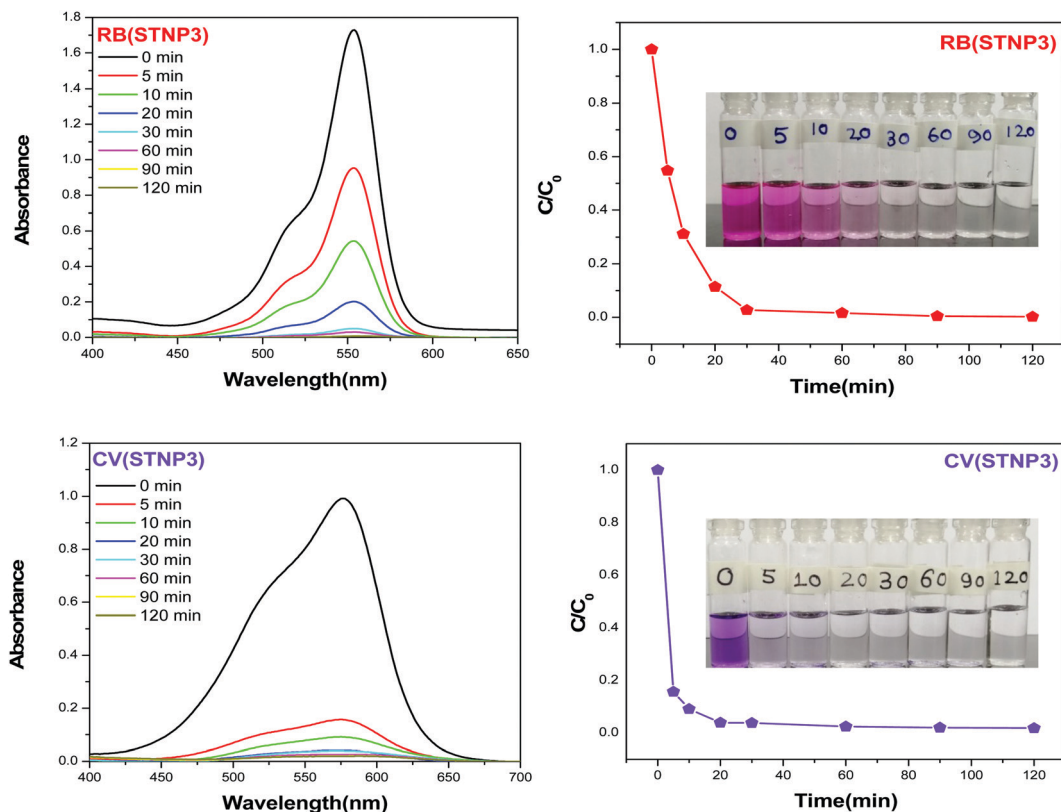 RB(STNP3)
0 min
5 min
10 min
20 min
30 min
60 min
90 min
120 min
1.8
1.6
1.4
1.2
1.0
0.8
0.6
0.4
0.2
0.0
Absorbance
400 450 500 550 600 650
Wavelength(nm)
RB(STNP3)
1.0
0.8
0.6
0.4
0.2
0.0
C/C0
0 5 10 20 30 60 90 120
0 20 40 60 80 100 120
Time(min)
CV(STNP3)
0 min
5 min
10 min
20 min
30 min
60 min
90 min
120 min
1.2
1.0
0.8
0.6
0.4
0.2
0.0
Absorbance
400 450 500 550 600 650 700
Wavelength(nm)
CV(STNP3)
1.0
0.8
0.6
0.4
0.2
0.0
C/C0
0 5 10 20 30 60 90 120
0 20 40 60 80 100 120
Time(min)